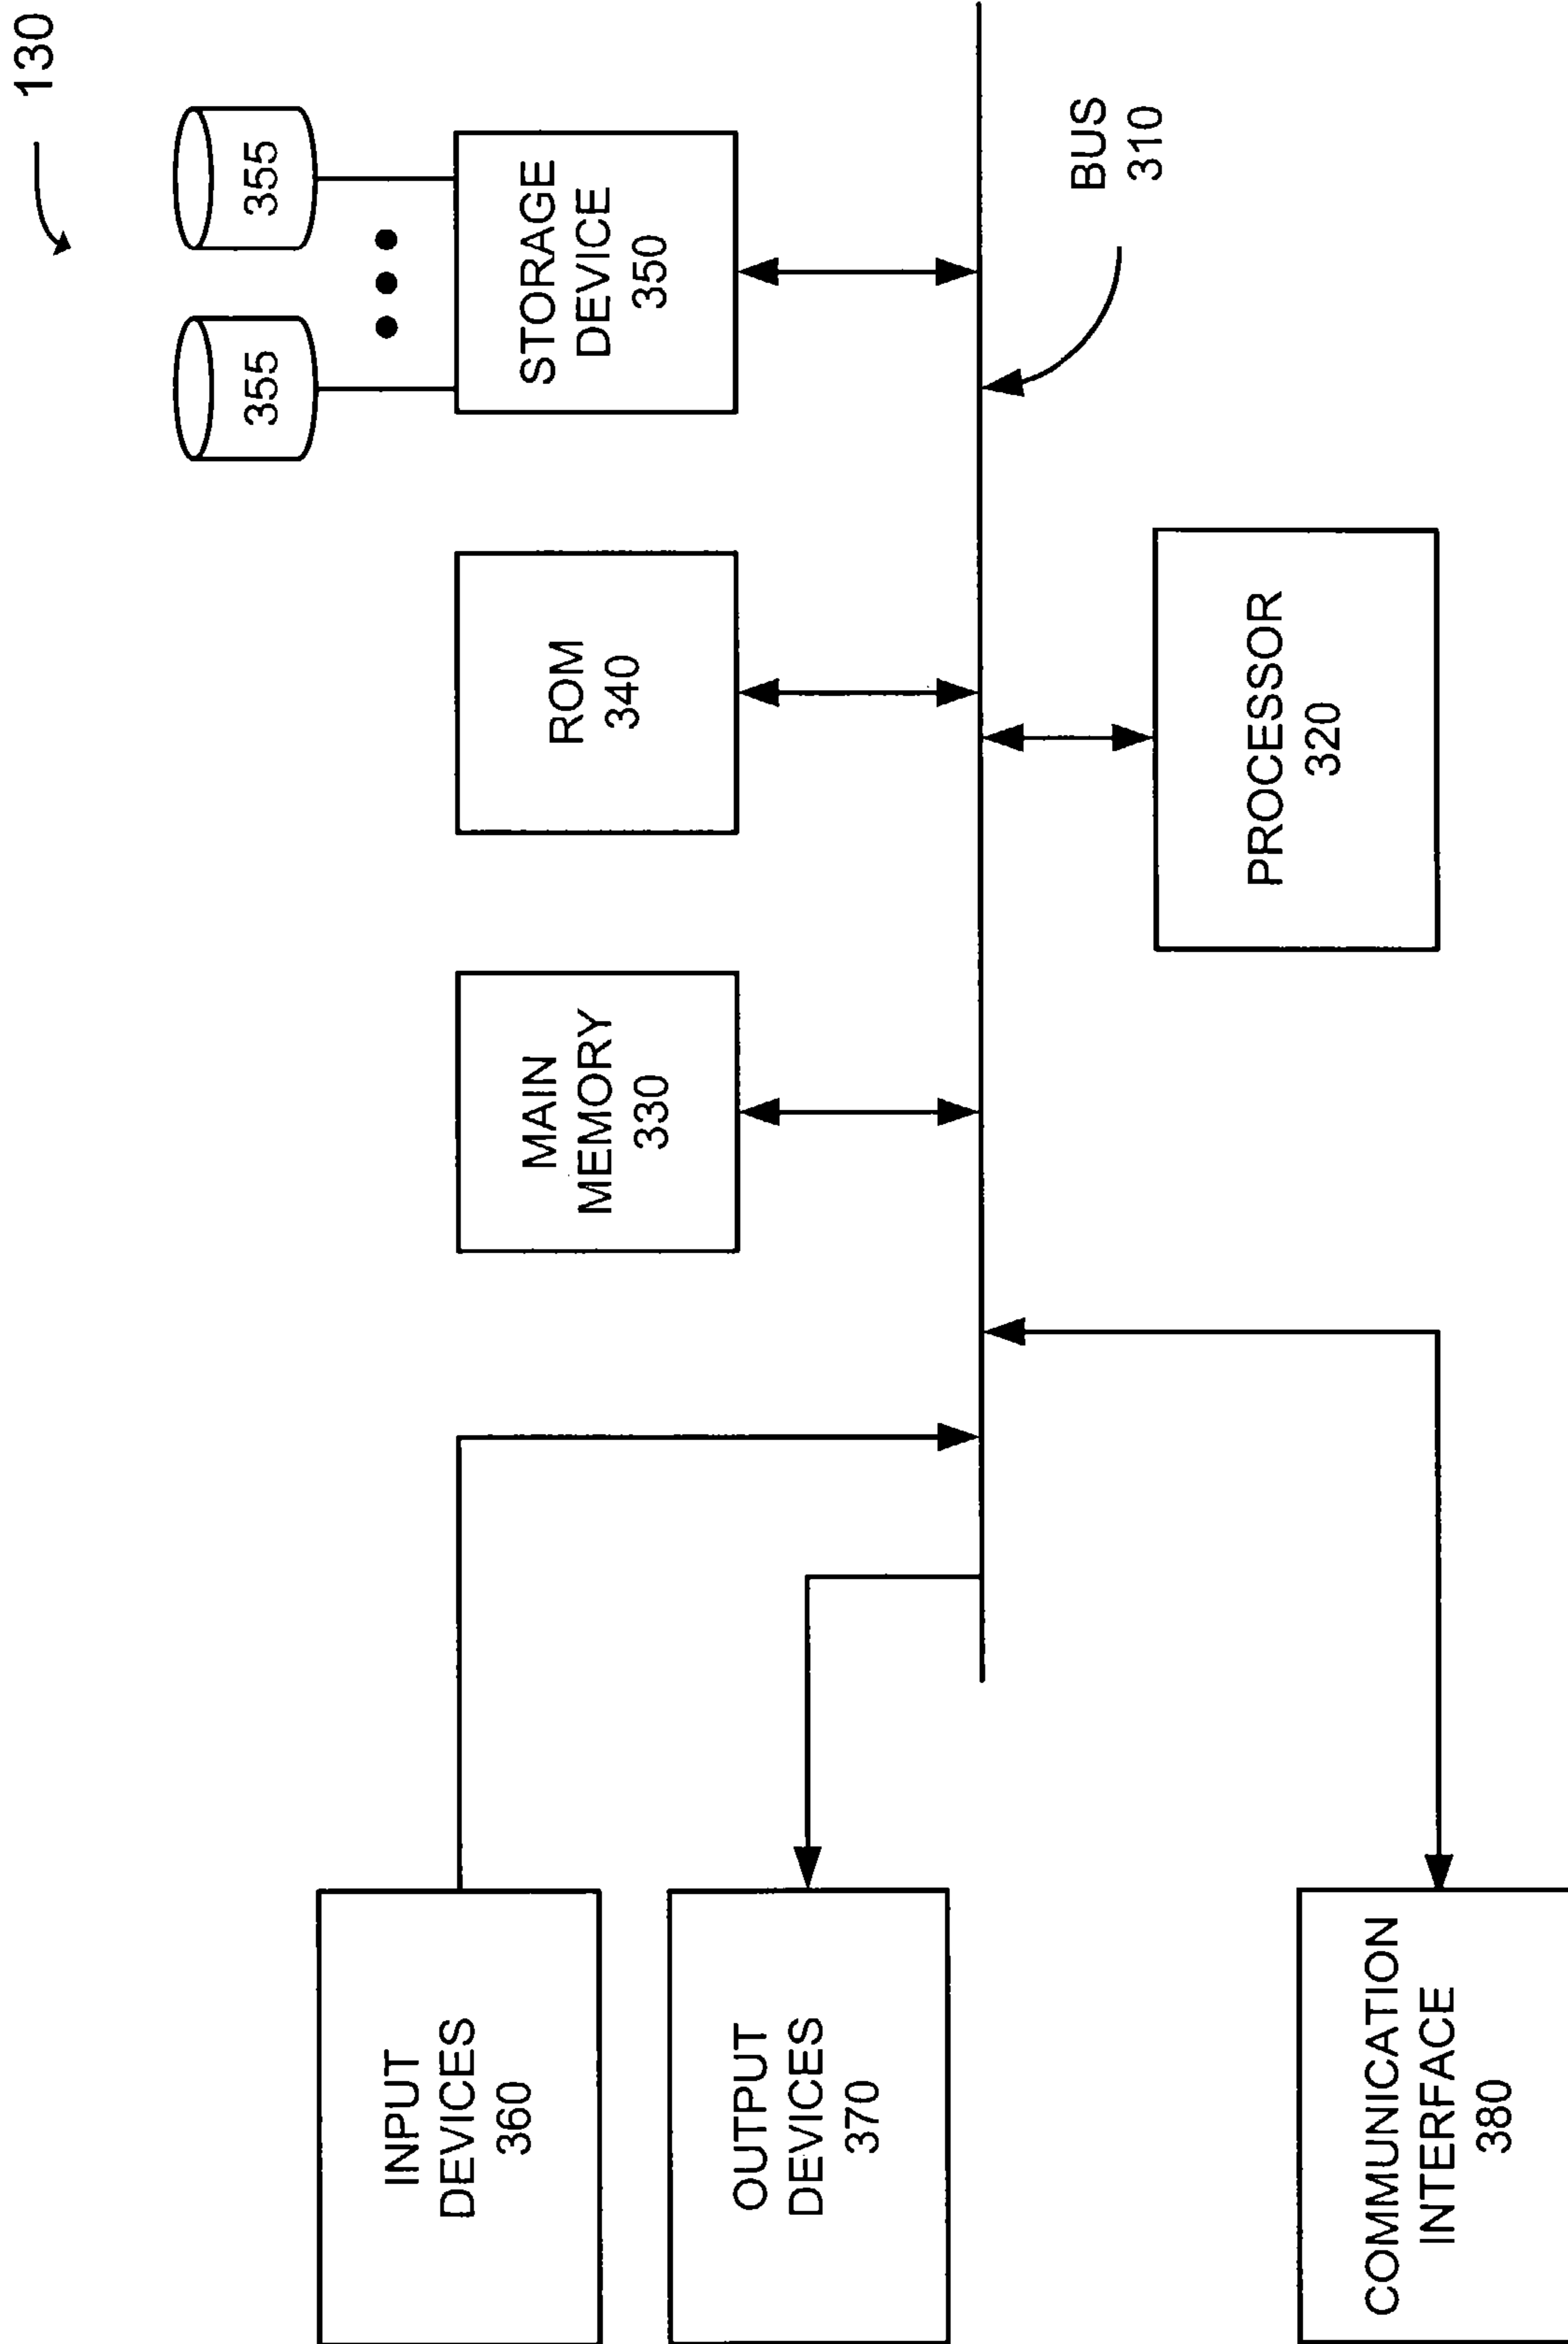 130
355
355
STORAGE
DEVICE
350
ROM
340
MAIN
MEMORY
330
BUS
310
PROCESSOR
320
INPUT
DEVICES
360
OUTPUT
DEVICES
370
COMMUNICATION
INTERFACE
380